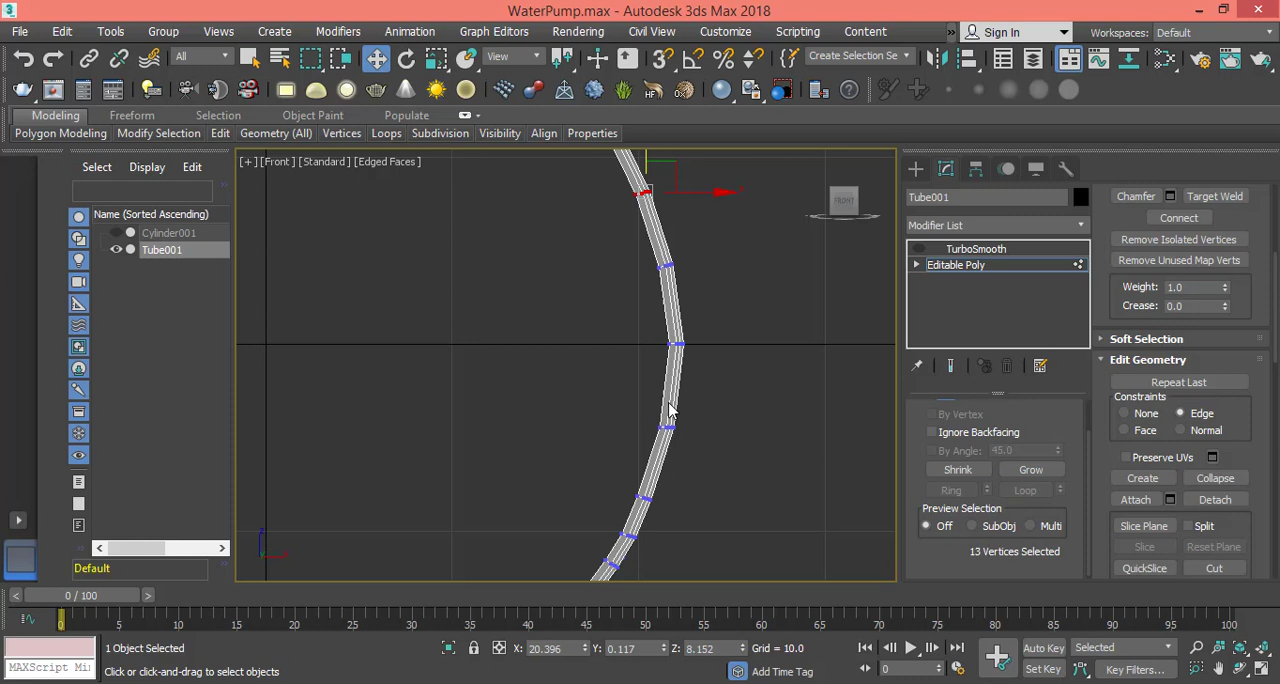 WaterPump.max - Autodesk 3ds Max 2018
File Edit Tools Group Views Create Modifiers Animation Graph Editors Rendering Civil View Customize Scripting Content Sign In Workspaces: Default
All View Create Selection Se
Modeling Freeform Selection Object Paint Populate
Polygon Modeling Modify Selection Edit Geometry (All) Vertices Loops Subdivision Visibility Align Properties
Select Display Edit
Name (Sorted Ascending)
Cylinder001
Tube001
Default
[+] [Front] [Standard] [Edged Faces]
FRONT
Tube001
Modifier List
TurboSmooth
Editable Poly
By Vertex
Ignore Backfacing
By Angle: 45.0
Shrink Grow
Ring Loop
Preview Selection
Off SubObj Multi
13 Vertices Selected
Chamfer Target Weld
Connect
Remove Isolated Vertices
Remove Unused Map Verts
Weight: 1.0
Crease: 0.0
Soft Selection
Edit Geometry
Repeat Last
Constraints
None Edge
Face Normal
Preserve UVs
Create Collapse
Attach Detach
Slice Plane Split
Slice Reset Plane
QuickSlice Cut
0 / 100
0 5 10 15 20 25 30 35 40 45 50 55 60 65 70 75 80 85 90 95 100
1 Object Selected X: 20.396 Y: 0.117 Z: 8.152 Grid = 10.0 Auto Key Selected
MAXScript Mi Click or click-and-drag to select objects Add Time Tag 0 Set Key Key Filters...